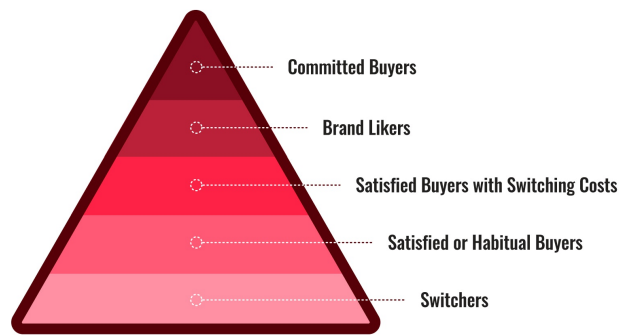 Committed Buyers
Brand Likers
Satisfied Buyers with Switching Costs
Satisfied or Habitual Buyers
Switchers